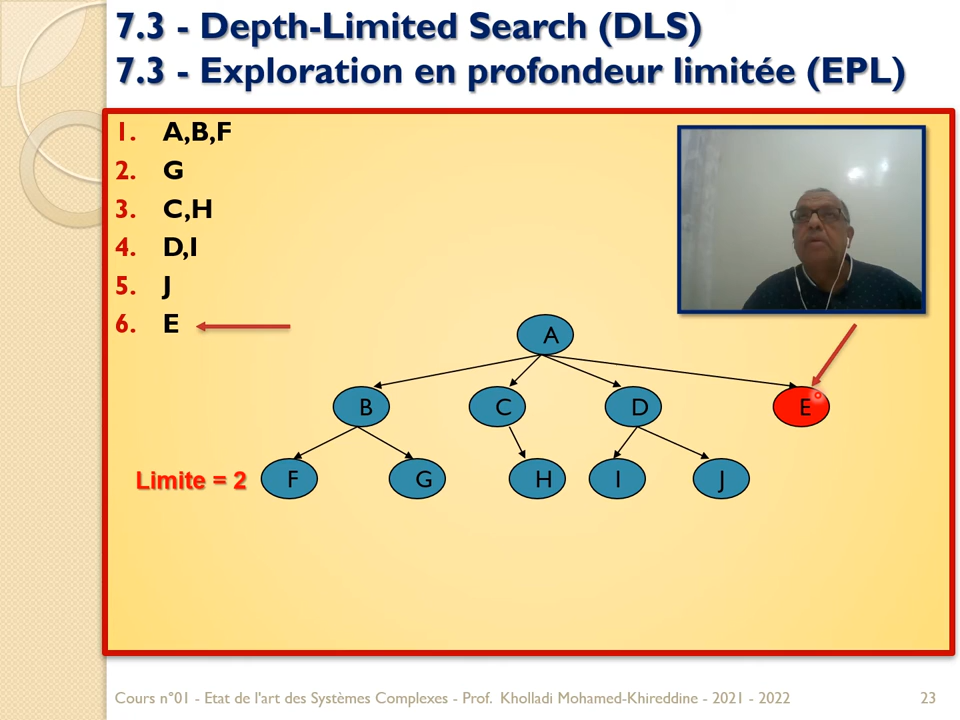 7.3 - Depth-Limited Search (DLS)
7.3 - Exploration en profondeur limitée (EPL)
1. A,B,F
2. G
3. C,H
4. D,I
5. J
6. E
A
B C D E
Limite = 2 F G H I J
Cours n°01 - Etat de l'art des Systèmes Complexes - Prof. Kholladi Mohamed-Khireddine - 2021 - 2022 23